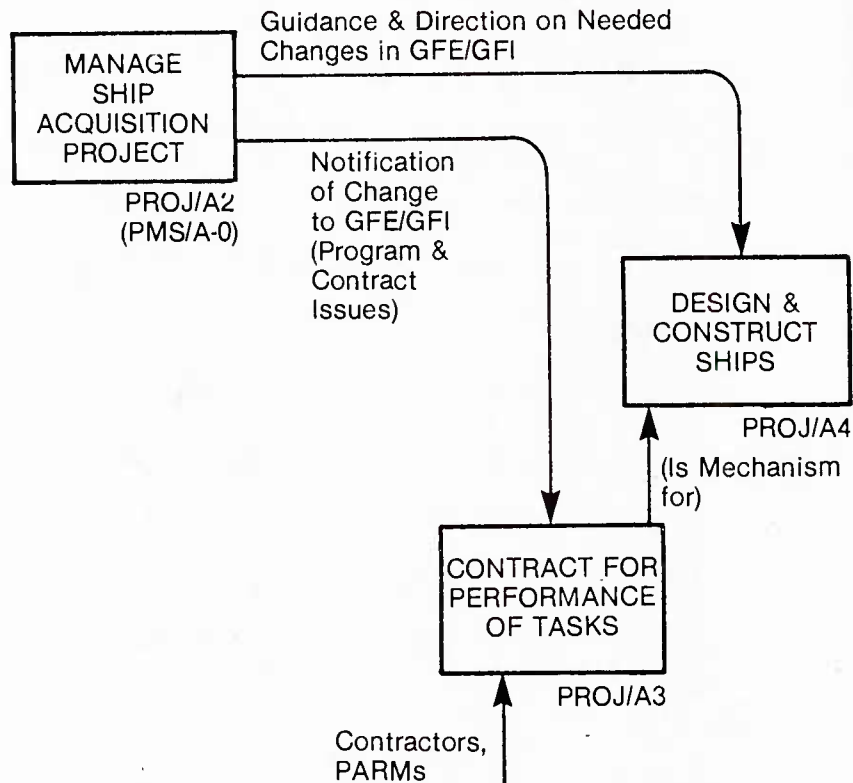 Guidance & Direction on Needed
Changes in GFE/GFI
MANAGE
SHIP
ACQUISITION
PROJECT
PROJ/A2
(PMS/A-0)
Notification
of Change
to GFE/GFI
(Program &
Contract
Issues)
DESIGN &
CONSTRUCT
SHIPS
PROJ/A4
(Is Mechanism
for)
CONTRACT FOR
PERFORMANCE
OF TASKS
PROJ/A3
Contractors,
PARMs